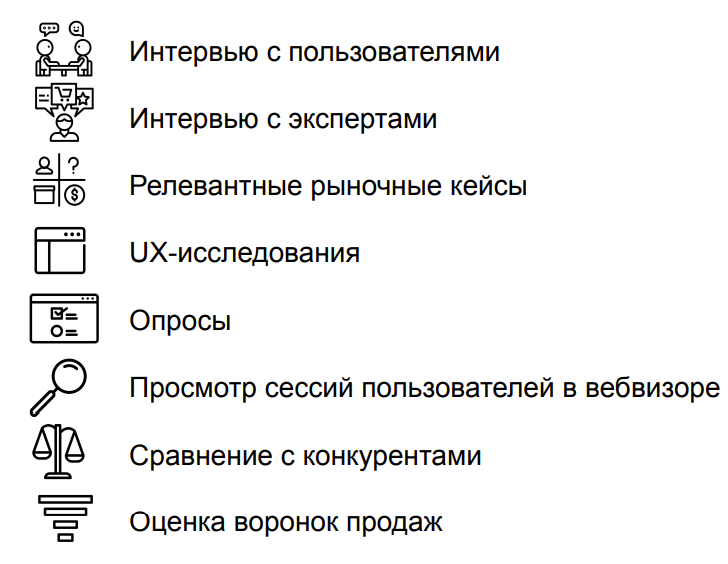 Интервью с пользователями
Интервью с экспертами
Релевантные рыночные кейсы
UX-исследования
Опросы
Просмотр сессий пользователей в вебвизоре
Сравнение с конкурентами
Оценка воронок продаж